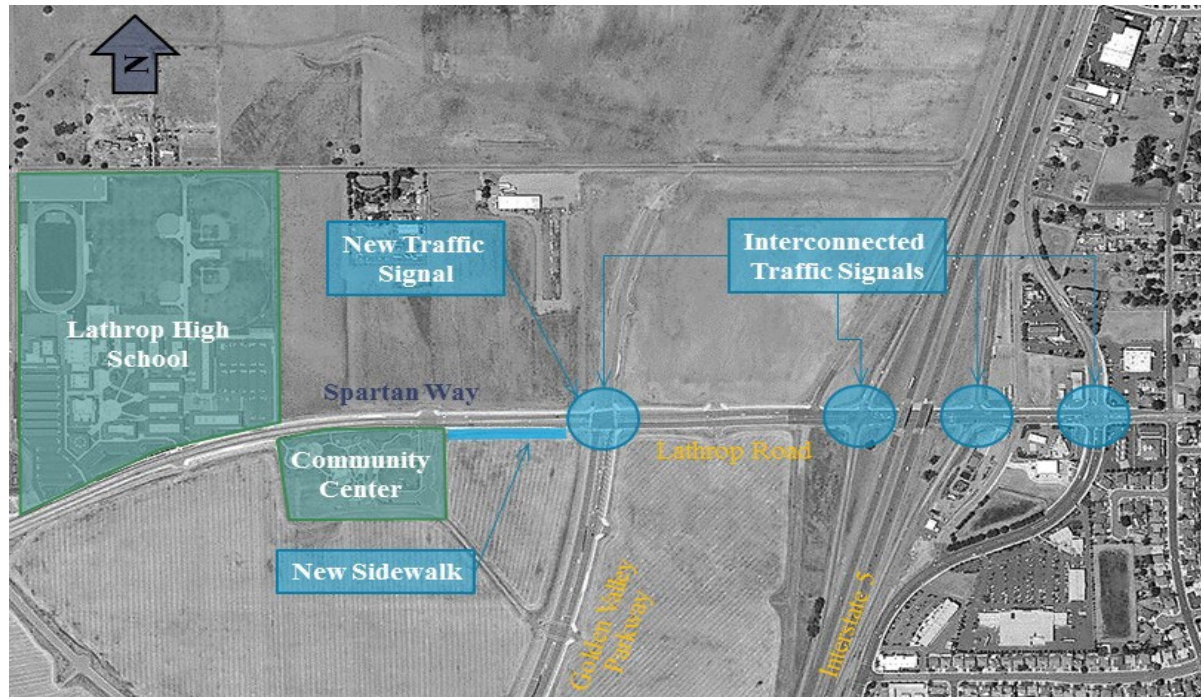 N
New Traffic
Signal
Interconnected
Traffic Signals
Lathrop High
School
Spartan Way
Community
Center
Lathrop Road
New Sidewalk
Golden Valley
Parkway
Interstate 5